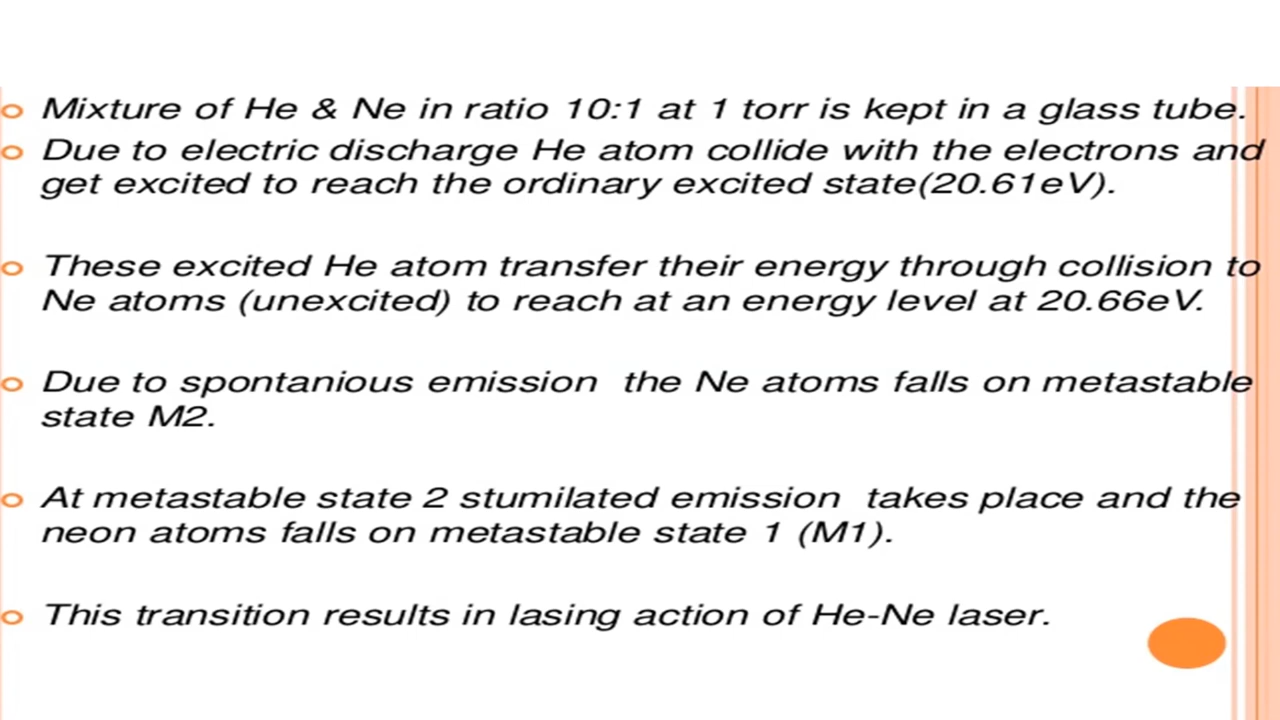 Mixture of He & Ne in ratio 10:1 at 1 torr is kept in a glass tube.
Due to electric discharge He atom collide with the electrons and
get excited to reach the ordinary excited state(20.61eV).
These excited He atom transfer their energy through collision to
Ne atoms (unexcited) to reach at an energy level at 20.66eV.
Due to spontanious emission the Ne atoms falls on metastable
state M2.
At metastable state 2 stumilated emission takes place and the
neon atoms falls on metastable state 1 (M1).
This transition results in lasing action of He-Ne laser.